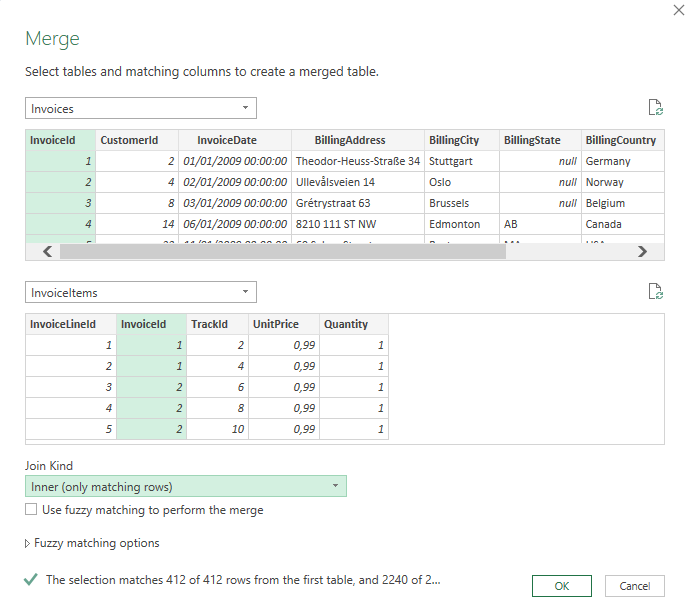 Merge
Select tables and matching columns to create a merged table.
Invoices
InvoiceId CustomerId InvoiceDate BillingAddress BillingCity BillingState BillingCountry
1 2 01/01/2009 00:00:00 Theodor-Heuss-Straße 34 Stuttgart null Germany
2 4 02/01/2009 00:00:00 Ullevålsveien 14 Oslo null Norway
3 8 03/01/2009 00:00:00 Grétrystraat 63 Brussels null Belgium
4 14 06/01/2009 00:00:00 8210 111 ST NW Edmonton AB Canada
InvoiceItems
InvoiceLineId InvoiceId TrackId UnitPrice Quantity
1 1 2 0,99 1
2 1 4 0,99 1
3 2 6 0,99 1
4 2 8 0,99 1
5 2 10 0,99 1
Join Kind
Inner (only matching rows)
Use fuzzy matching to perform the merge
Fuzzy matching options
The selection matches 412 of 412 rows from the first table, and 2240 of 2...
OK Cancel